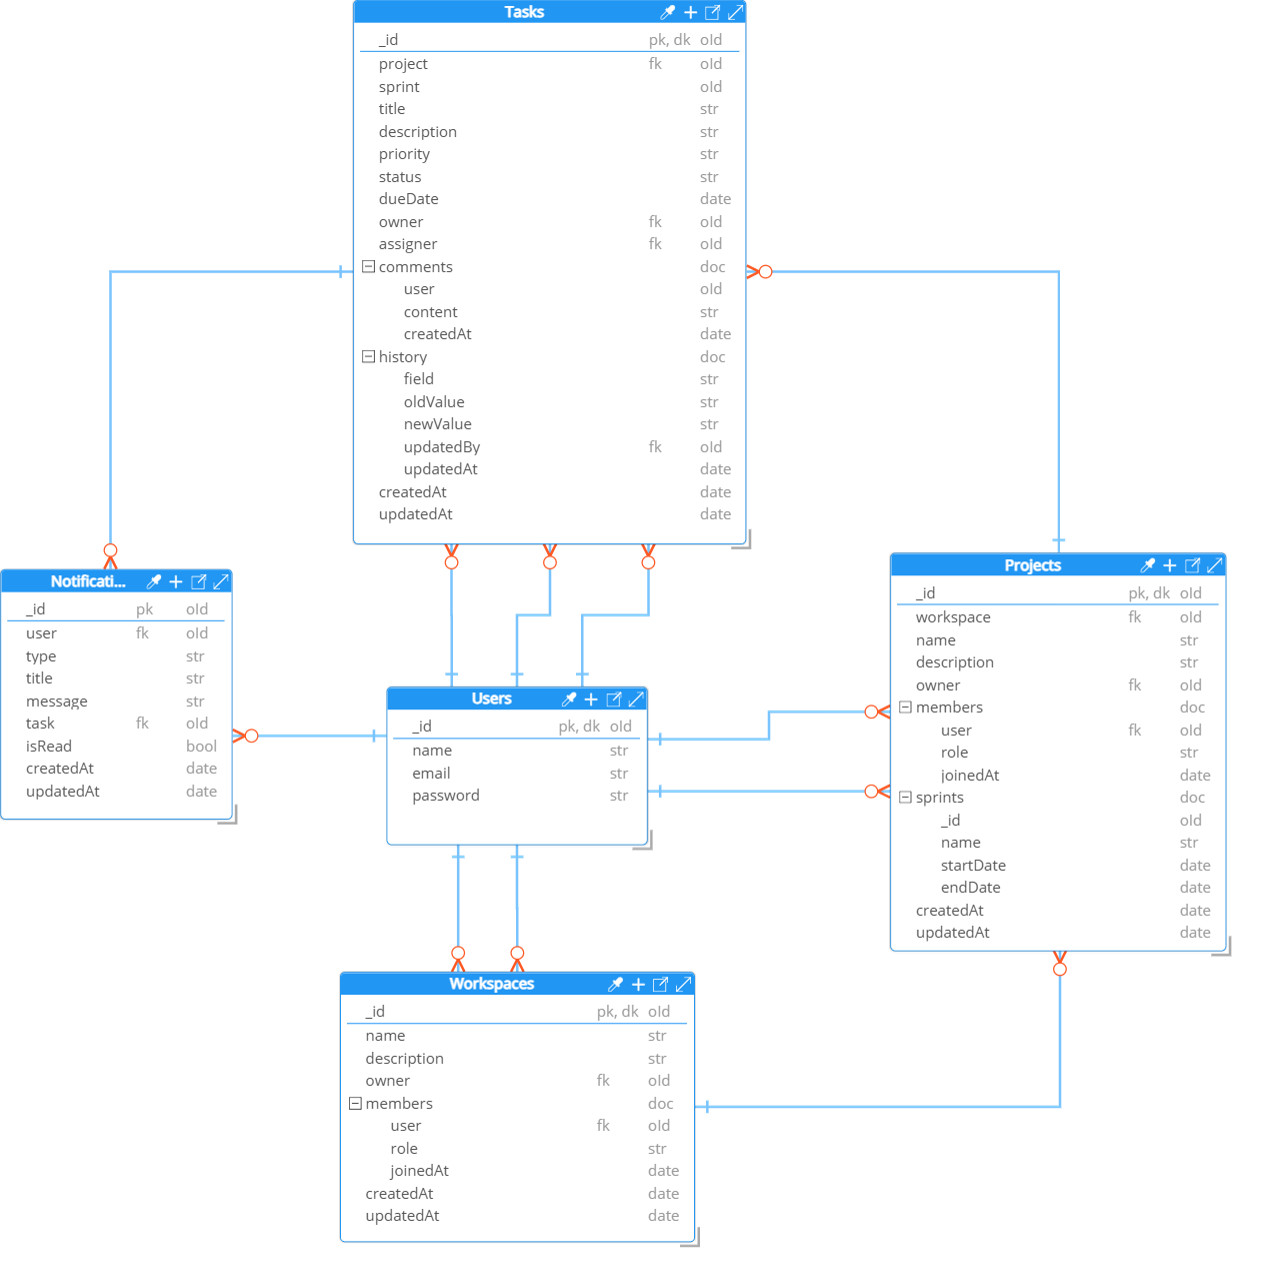 Tasks
_id pk, dk oId
project fk oId
sprint oId
title str
description str
priority str
status str
dueDate date
owner fk oId
assigner fk oId
comments doc
user oId
content str
createdAt date
history doc
field str
oldValue str
newValue str
updatedBy fk oId
updatedAt date
createdAt date
updatedAt date
Notificati...
_id pk oId
user fk oId
type str
title str
message str
task fk oId
isRead bool
createdAt date
updatedAt date
Users
_id pk, dk oId
name str
email str
password str
Projects
_id pk, dk oId
workspace fk oId
name str
description str
owner fk oId
members doc
user fk oId
role str
joinedAt date
sprints doc
_id oId
name str
startDate date
endDate date
createdAt date
updatedAt date
Workspaces
_id pk, dk oId
name str
description str
owner fk oId
members doc
user fk oId
role str
joinedAt date
createdAt date
updatedAt date